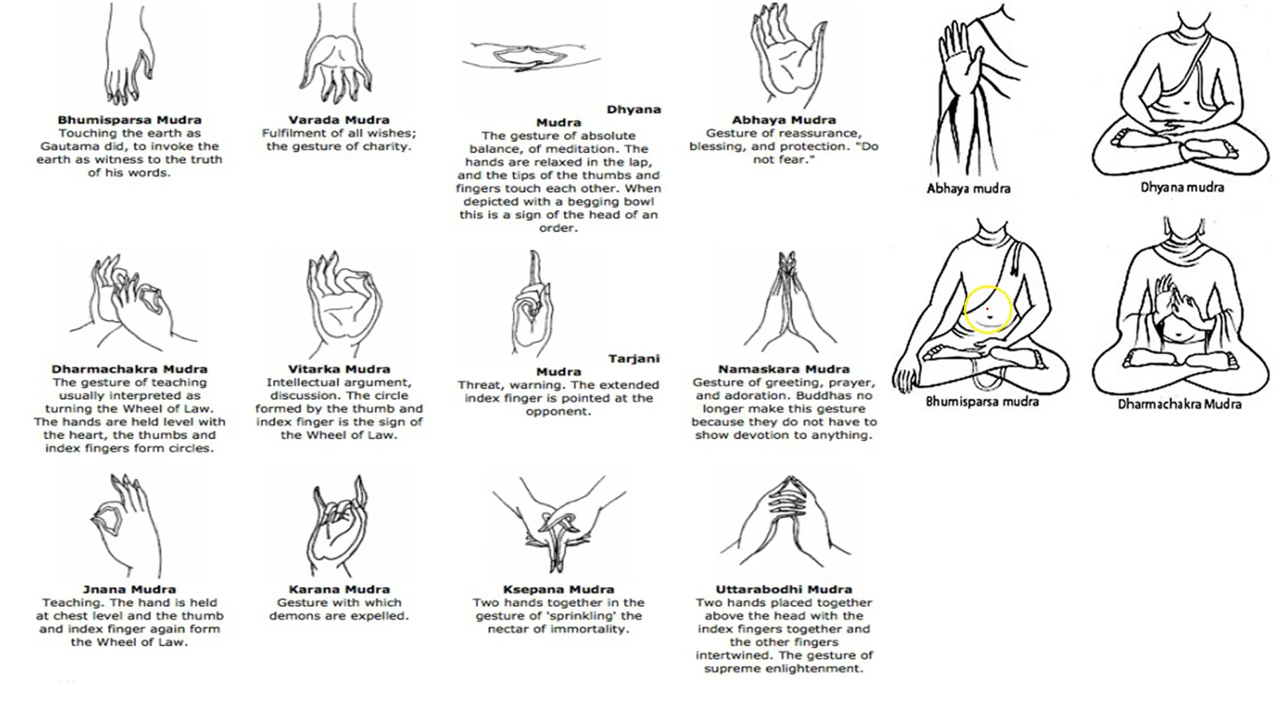 Bhumisparsa Mudra
Touching the earth as
Gautama did, to invoke the
earth as witness to the truth
of his words.
Varada Mudra
Fulfilment of all wishes;
the gesture of charity.
Dhyana
Mudra
The gesture of absolute
balance, of meditation. The
hands are relaxed in the lap,
and the tips of the thumbs and
fingers touch each other. When
depicted with a begging bowl
this is a sign of the head of an
order.
Abhaya Mudra
Gesture of reassurance,
blessing, and protection. "Do
not fear."
Abhaya mudra
Dhyana mudra
Dharmachakra Mudra
The gesture of teaching
usually interpreted as
turning the Wheel of Law.
The hands are held level with
the heart, the thumbs and
index fingers form circles.
Vitarka Mudra
Intellectual argument,
discussion. The circle
formed by the thumb and
index finger is the sign of
the Wheel of Law.
Tarjani
Mudra
Threat, warning. The extended
index finger is pointed at the
opponent.
Namaskara Mudra
Gesture of greeting, prayer,
and adoration. Buddhas no
longer make this gesture
because they do not have to
show devotion to anything.
Bhumisparsa mudra
Dharmachakra Mudra
Jnana Mudra
Teaching. The hand is held
at chest level and the thumb
and index finger again form
the Wheel of Law.
Karana Mudra
Gesture with which
demons are expelled.
Ksepana Mudra
Two hands together in the
gesture of 'sprinkling' the
nectar of immortality.
Uttarabodhi Mudra
Two hands placed together
above the head with the
index fingers together and
the other fingers
intertwined. The gesture of
supreme enlightenment.